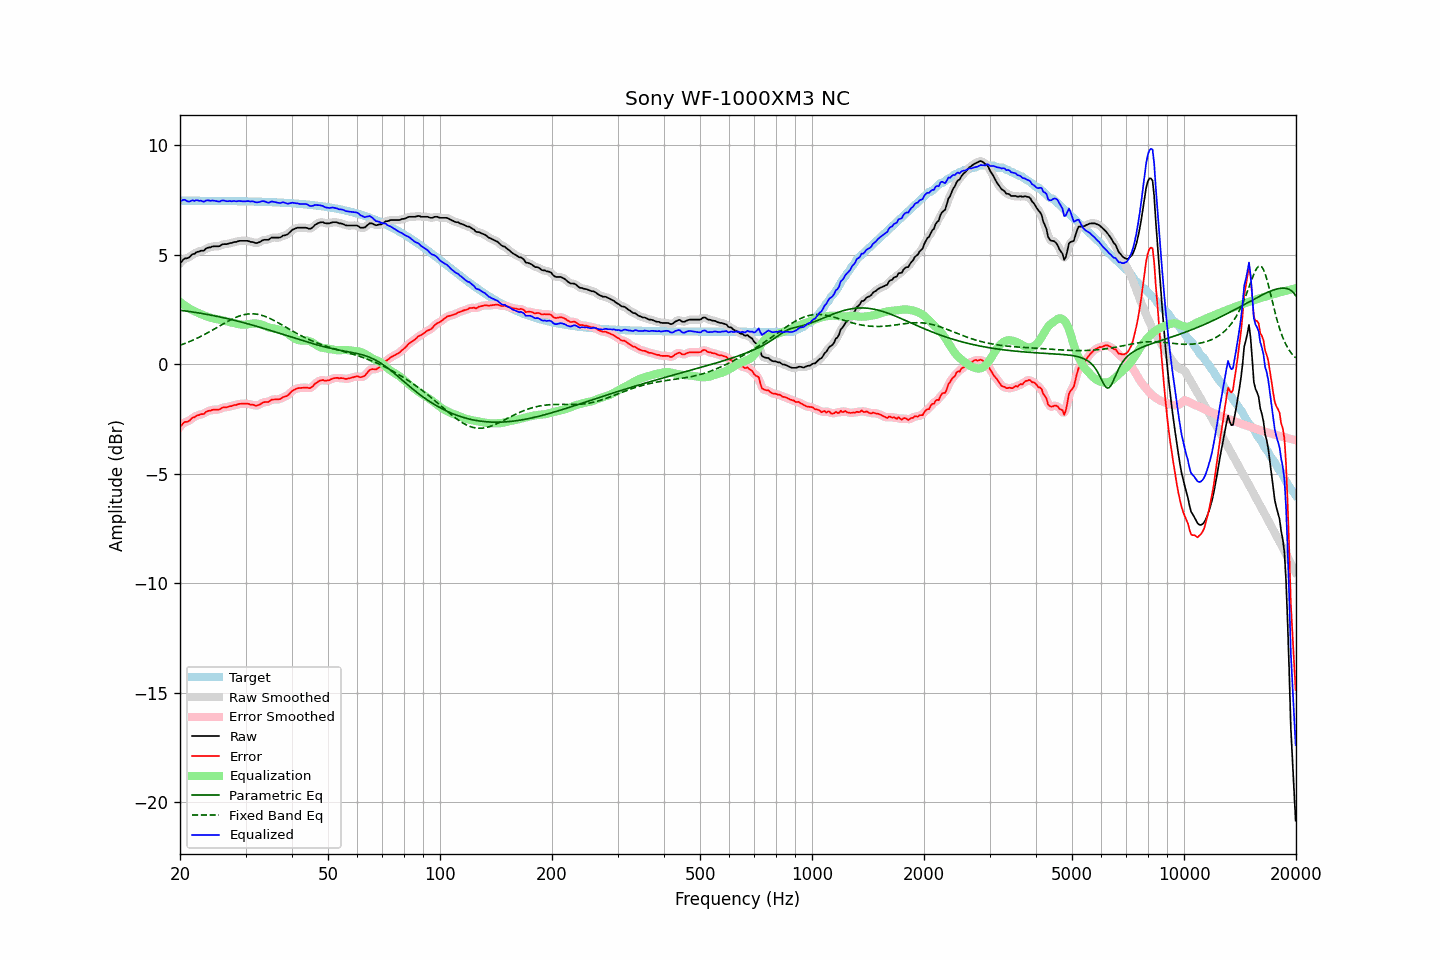 Sony WF-1000XM3 NC
10
5
0
−5
−10
−15
−20
Amplitude (dBr)
Target
Raw Smoothed
Error Smoothed
Raw
Error
Equalization
Parametric Eq
Fixed Band Eq
Equalized
20 50 100 200 500 1000 2000 5000 10000 20000
Frequency (Hz)